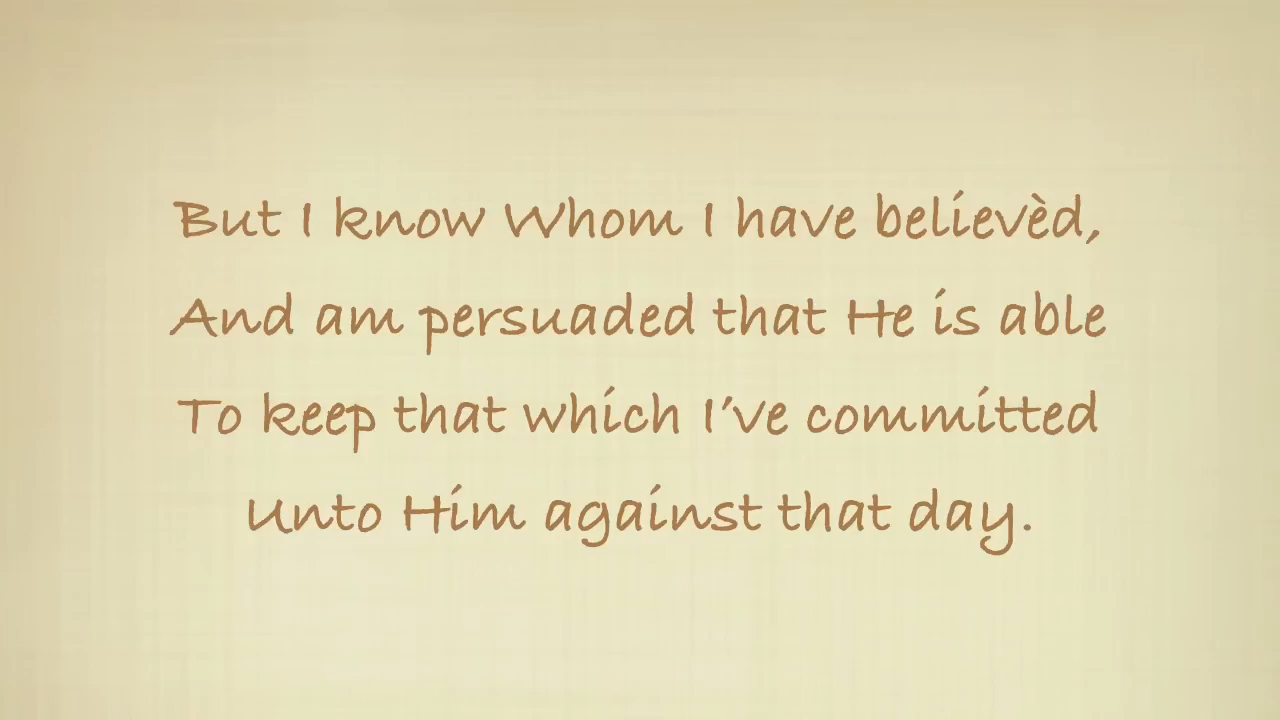 But I know Whom I have believèd,
And am persuaded that He is able
To keep that which I’ve committed
Unto Him against that day.